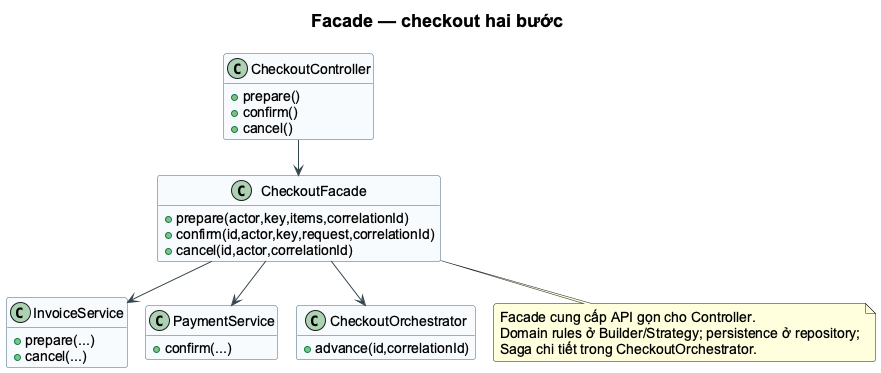 Facade — checkout hai bước
C CheckoutController
prepare()
confirm()
cancel()
C CheckoutFacade
prepare(actor,key,items,correlationId)
confirm(id,actor,key,request,correlationId)
cancel(id,actor,correlationId)
C InvoiceService
prepare(...)
cancel(...)
C PaymentService
confirm(...)
C CheckoutOrchestrator
advance(id,correlationId)
Facade cung cấp API gọn cho Controller.
Domain rules ở Builder/Strategy; persistence ở repository;
Saga chi tiết trong CheckoutOrchestrator.